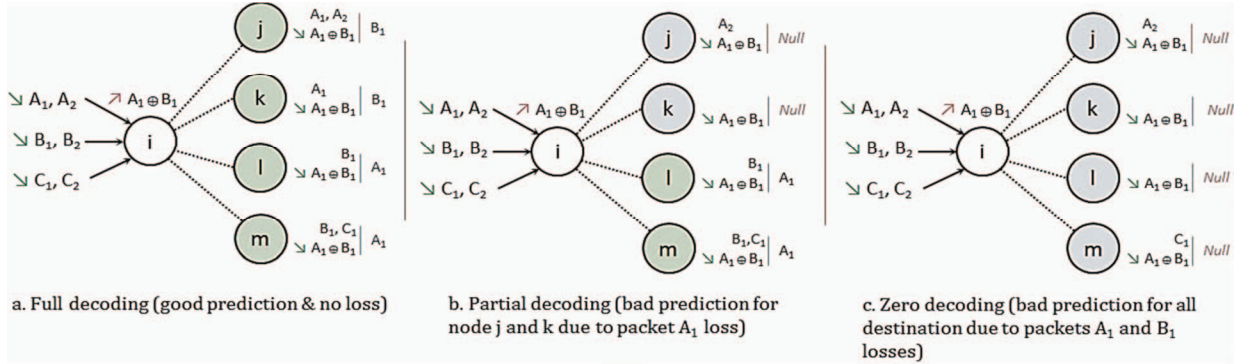 j
A₁, A₂
↘ A₁⊕B₁ | B₁
k
A₁
↘ A₁⊕B₁ | B₁
↘ A₁, A₂
↗ A₁⊕B₁
↘ B₁, B₂
i
↘ C₁, C₂
l
B₁
↘ A₁⊕B₁ | A₁
m
B₁, C₁
↘ A₁⊕B₁ | A₁
a. Full decoding (good prediction & no loss)
j
A₂
↘ A₁⊕B₁ | Null
k
↘ A₁⊕B₁ | Null
↘ A₁, A₂
↗ A₁⊕B₁
↘ B₁, B₂
i
↘ C₁, C₂
l
B₁
↘ A₁⊕B₁ | A₁
m
B₁, C₁
↘ A₁⊕B₁ | A₁
b. Partial decoding (bad prediction for
node j and k due to packet A₁ loss)
j
A₂
↘ A₁⊕B₁ | Null
k
↘ A₁⊕B₁ | Null
↘ A₁, A₂
↗ A₁⊕B₁
↘ B₁, B₂
i
↘ C₁, C₂
l
↘ A₁⊕B₁ | Null
m
C₁
↘ A₁⊕B₁ | Null
c. Zero decoding (bad prediction for all
destination due to packets A₁ and B₁
losses)